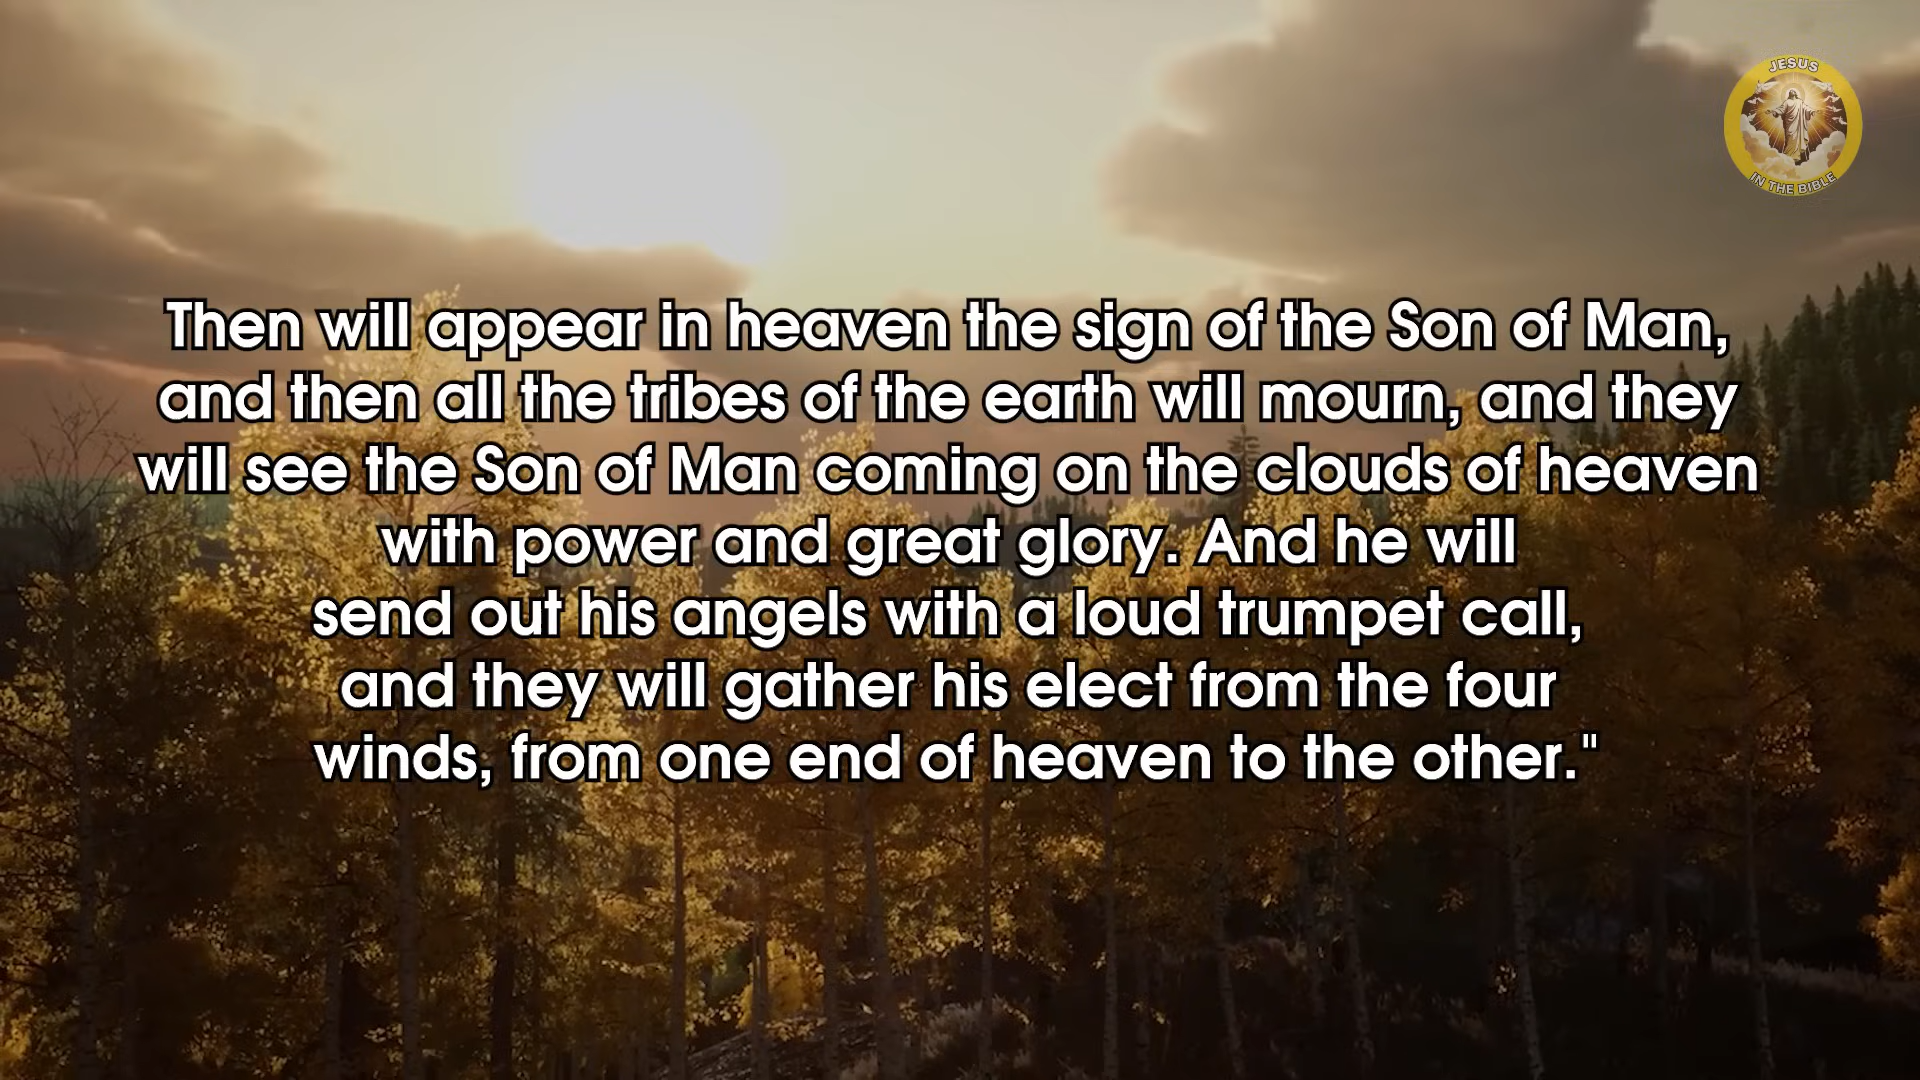 JESUS
IN THE BIBLE
Then will appear in heaven the sign of the Son of Man,
and then all the tribes of the earth will mourn, and they
will see the Son of Man coming on the clouds of heaven
with power and great glory. And he will
send out his angels with a loud trumpet call,
and they will gather his elect from the four
winds, from one end of heaven to the other."